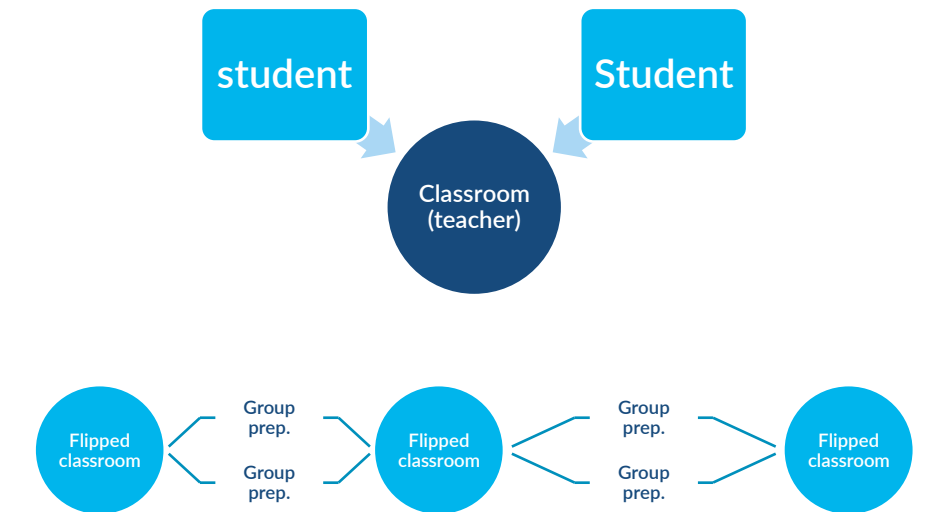 student
Student
Classroom
(teacher)
Group
prep.
Group
prep.
Flipped
classroom
Flipped
classroom
Flipped
classroom
Group
prep.
Group
prep.